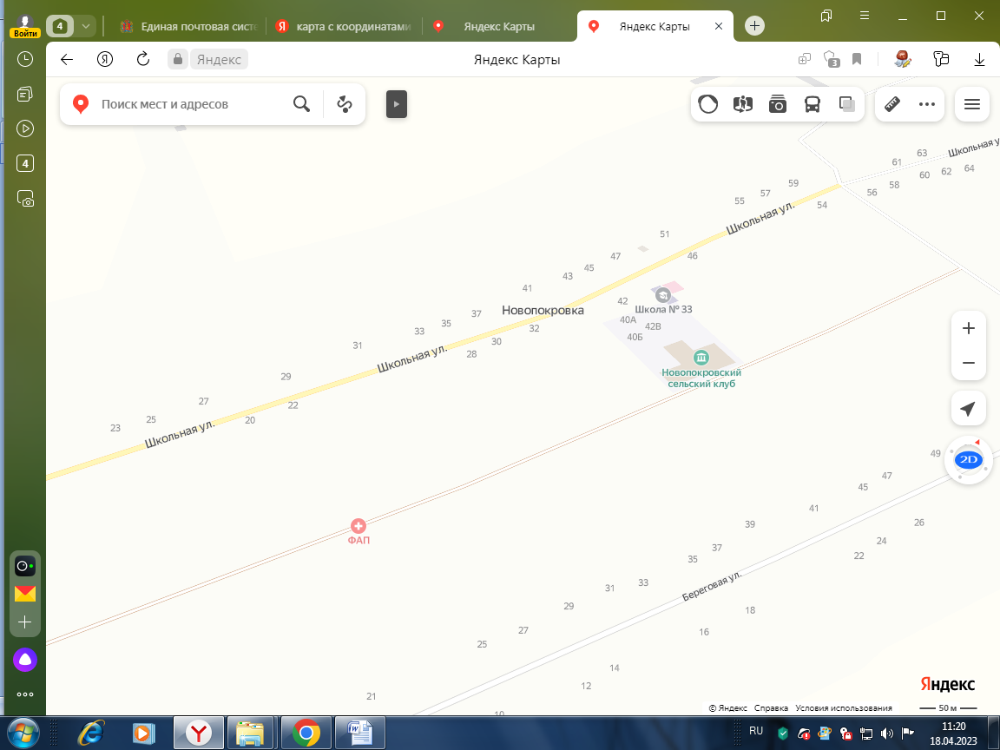 4
Единая почтовая сист
карта с координатами
Яндекс Карты
Яндекс Карты
Войти
Яндекс
Яндекс Карты
3
4
Поиск мест и адресов
63
Школьная у
61
64
62
60
58
56
59
57
55
54
Школьная ул.
51
46
47
45
43
41
Школа № 33
42
40А
42В
40Б
Новопокровка
37
35
33
32
30
28
31
Школьная ул.
Новопокровский
сельский клуб
29
27
25
23
22
20
Школьная ул.
2D
49
47
45
41
39
37
35
33
31
29
27
25
21
26
24
22
Береговая ул.
18
16
14
12
10
ФАП
Яндекс
© Яндекс Справка Условия использования
50 м
RU
11:20
18.04.2023